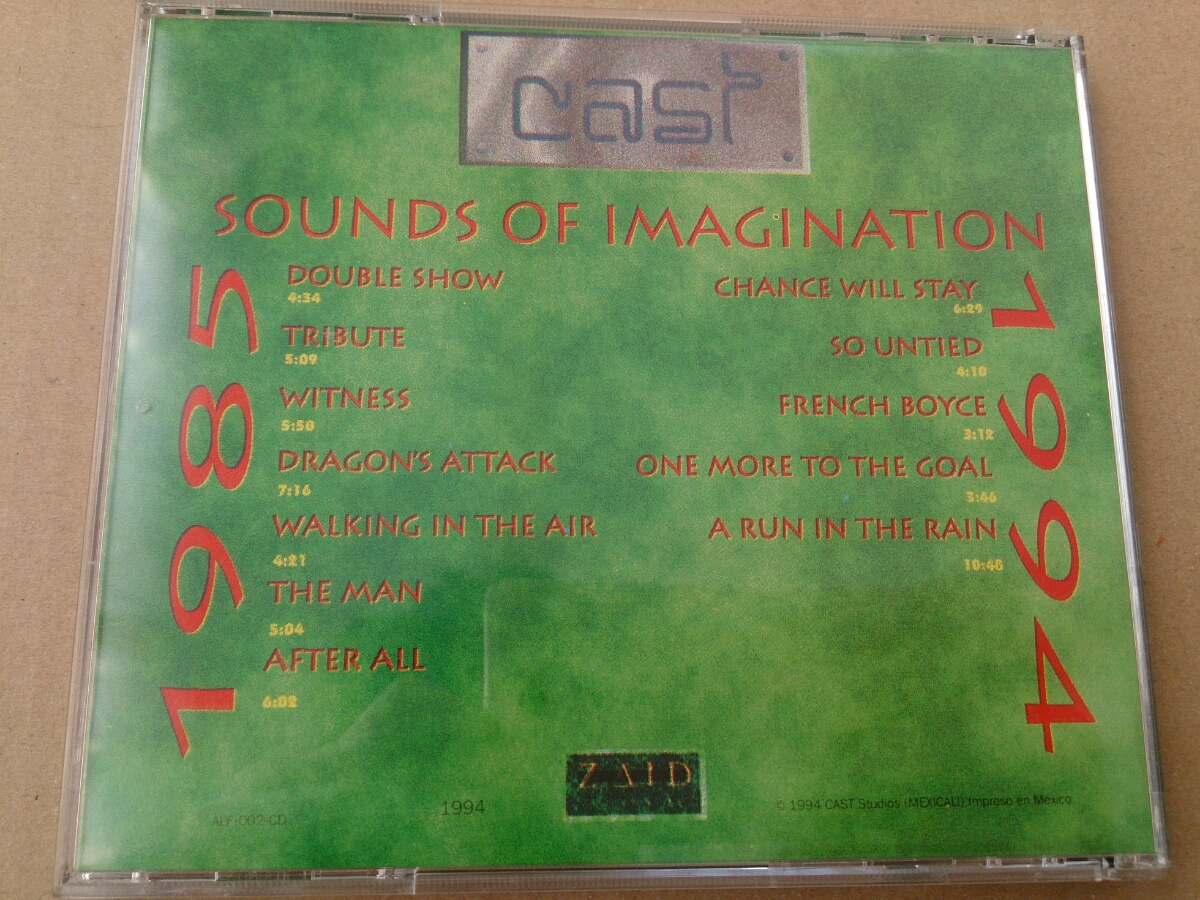 cast
SOUNDS OF IMAGINATION
1985
DOUBLE SHOW
4:34
TRIBUTE
5:09
WITNESS
5:50
DRAGON'S ATTACK
7:16
WALKING IN THE AIR
4:21
THE MAN
5:04
AFTER ALL
6:02
CHANCE WILL STAY
6:29
SO UNTIED
4:10
FRENCH BOYCE
3:12
ONE MORE TO THE GOAL
3:46
A RUN IN THE RAIN
10:48
1994
ZAID
ALF-002-CD
1994
© 1994 CAST Studios (MEXICALI) Impreso en México